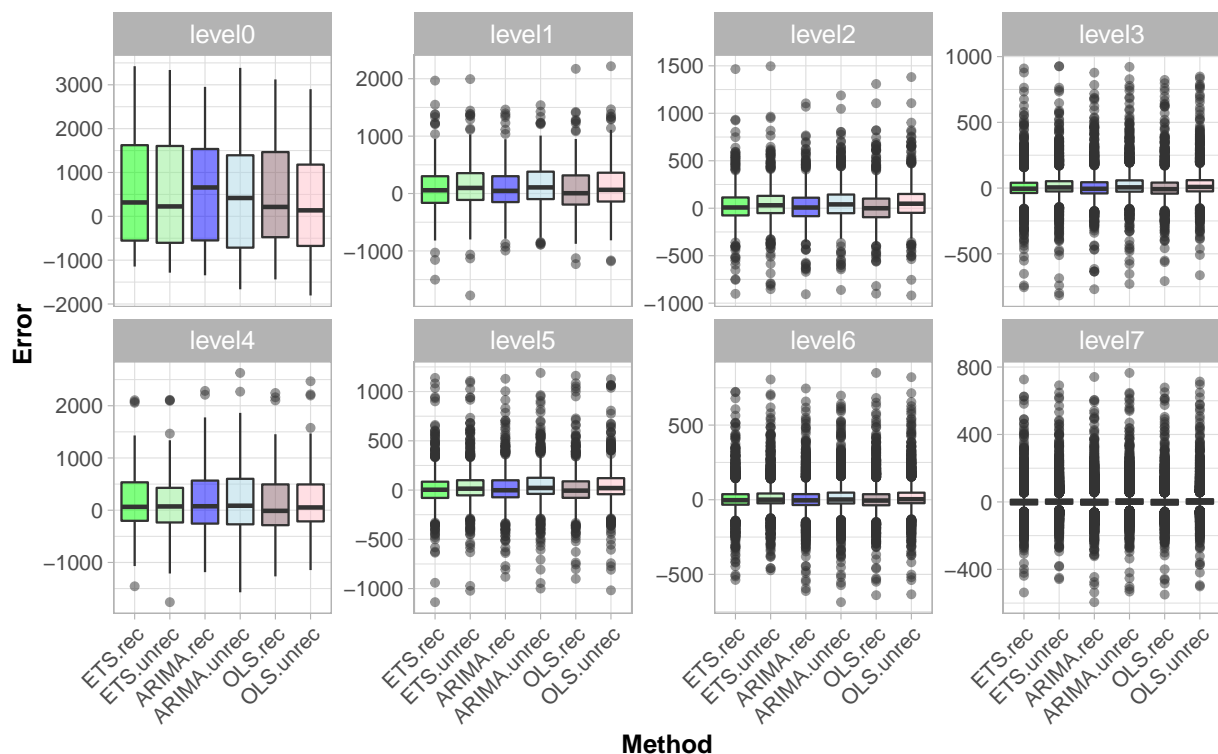 level0
level1
level2
level3
3000
2000
1000
0
−1000
−2000
2000
1000
0
−1000
1500
1000
500
0
−500
−1000
1000
500
0
−500
level4
level5
level6
level7
2000
1000
0
−1000
1000
500
0
−500
−1000
500
0
−500
800
400
0
−400
ETS.rec
ETS.unrec
ARIMA.rec
ARIMA.unrec
OLS.rec
OLS.unrec
ETS.rec
ETS.unrec
ARIMA.rec
ARIMA.unrec
OLS.rec
OLS.unrec
ETS.rec
ETS.unrec
ARIMA.rec
ARIMA.unrec
OLS.rec
OLS.unrec
ETS.rec
ETS.unrec
ARIMA.rec
ARIMA.unrec
OLS.rec
OLS.unrec
Method
Error